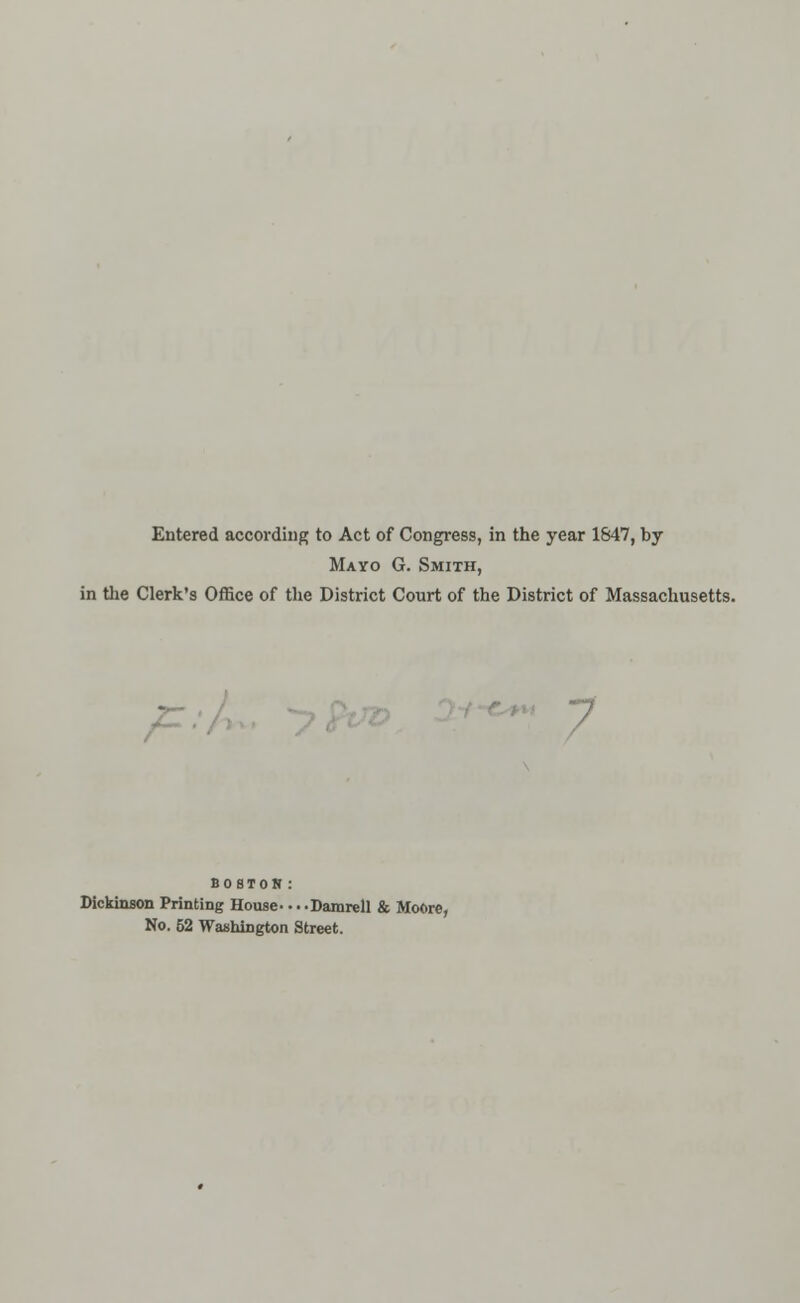 Entered according to Act of Congress, in the year 1847, by
Mayo G. Smith,
in the Clerk's Office of the District Court of the District of Massachusetts.
7
BOSTON:
Dickinson Printing House....Damrell & Moore,
No. 52 Washington Street.